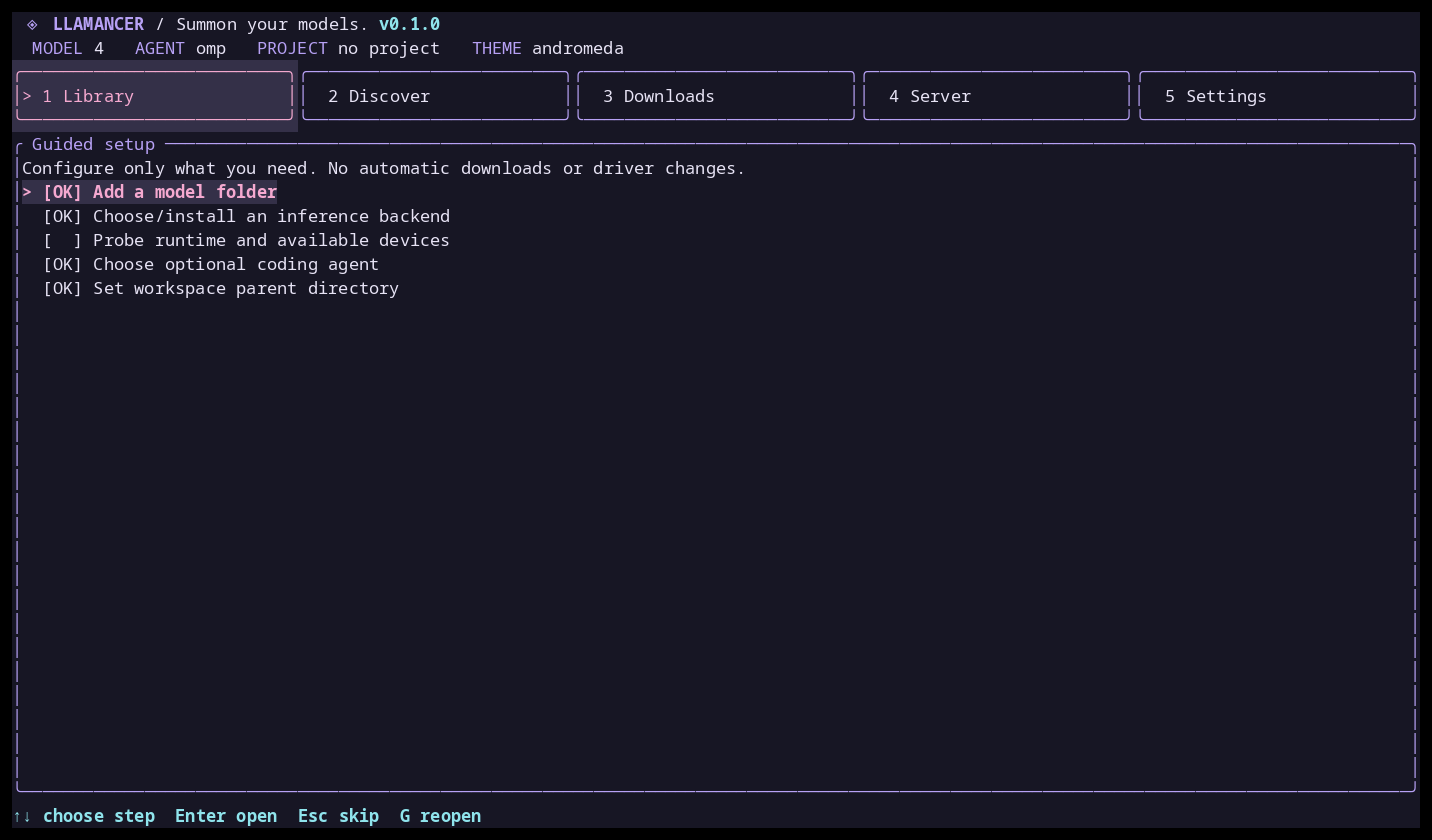 ◈ LLAMANCER / Summon your models. v0.1.0
MODEL 4 AGENT omp PROJECT no project THEME andromeda
> 1 Library 2 Discover 3 Downloads 4 Server 5 Settings
Guided setup
Configure only what you need. No automatic downloads or driver changes.
> [OK] Add a model folder
[OK] Choose/install an inference backend
[  ] Probe runtime and available devices
[OK] Choose optional coding agent
[OK] Set workspace parent directory
↑↓ choose step Enter open Esc skip G reopen